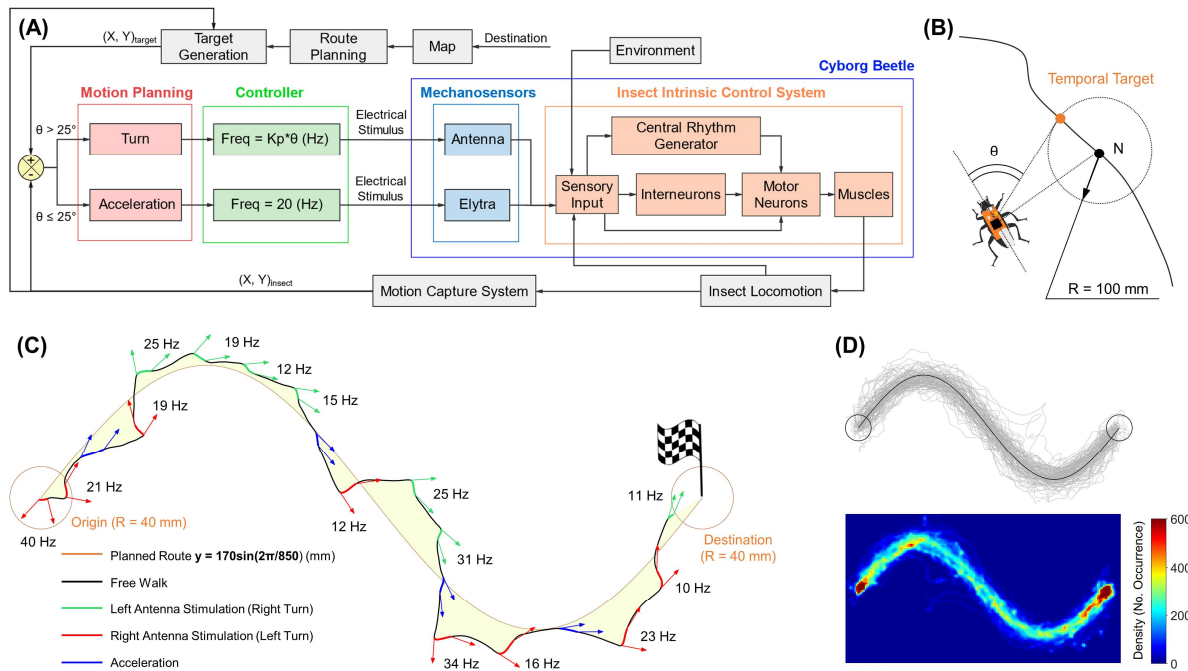 (A)
(X, Y)target
Target
Generation
Route
Planning
Map
Destination
Environment
Cyborg Beetle
Motion Planning
Controller
Mechanosensors
Insect Intrinsic Control System
θ > 25°
Turn
Freq = Kp*θ (Hz)
Electrical
Stimulus
Antenna
Central Rhythm
Generator
+
-
θ ≤ 25°
Acceleration
Freq = 20 (Hz)
Electrical
Stimulus
Elytra
Sensory
Input
Interneurons
Motor
Neurons
Muscles
(X, Y)insect
Motion Capture System
Insect Locomotion
(B)
Temporal Target
θ
N
R = 100 mm
(C)
25 Hz
19 Hz
12 Hz
15 Hz
19 Hz
21 Hz
40 Hz
Origin (R = 40 mm)
12 Hz
25 Hz
31 Hz
34 Hz
16 Hz
23 Hz
10 Hz
11 Hz
Destination
(R = 40 mm)
Planned Route y = 170sin(2π/850) (mm)
Free Walk
Left Antenna Stimulation (Right Turn)
Right Antenna Stimulation (Left Turn)
Acceleration
(D)
600
400
200
0
Density (No. Occurrence)